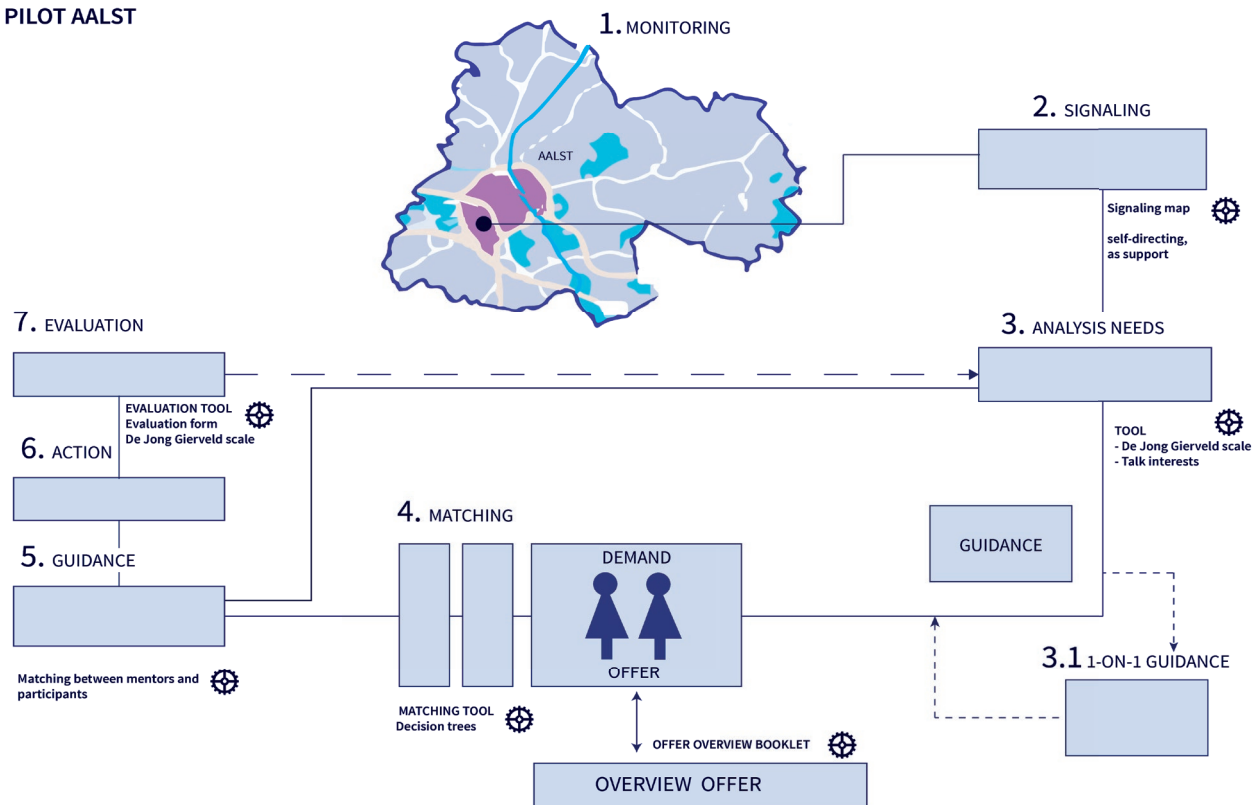 PILOT AALST
1. MONITORING
AALST
2. SIGNALING
Signaling map
self-directing,
as support
3. ANALYSIS NEEDS
TOOL
- De Jong Gierveld scale
- Talk interests
GUIDANCE
3.1 1-ON-1 GUIDANCE
4. MATCHING
DEMAND
OFFER
MATCHING TOOL
Decision trees
OFFER OVERVIEW BOOKLET
OVERVIEW OFFER
5. GUIDANCE
Matching between mentors and
participants
6. ACTION
7. EVALUATION
EVALUATION TOOL
Evaluation form
De Jong Gierveld scale